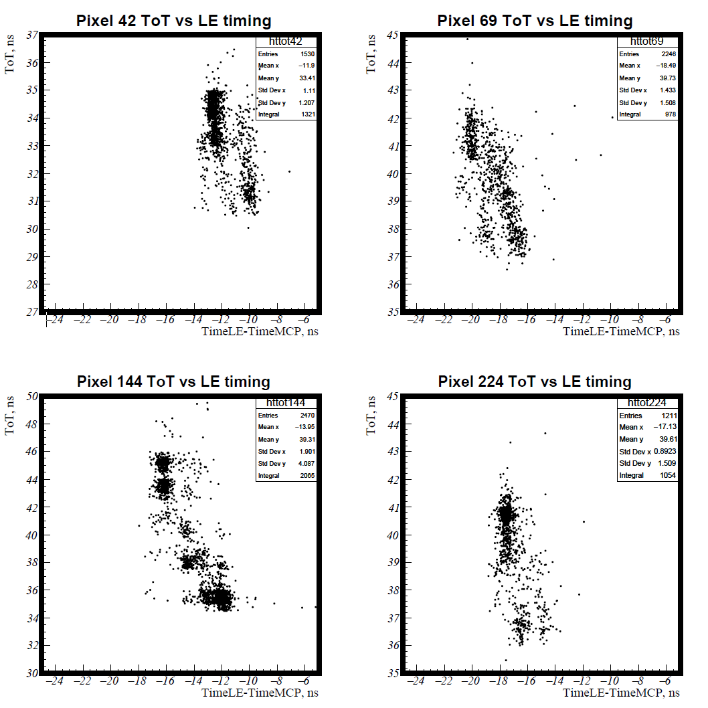 Pixel 42 ToT vs LE timing
ToT, ns
httot42
Entries 1530
Mean x −11.9
Mean y 33.41
Std Dev x 1.11
Std Dev y 1.207
Integral 1321
37
36
35
34
33
32
31
30
29
28
27
−24 −22 −20 −18 −16 −14 −12 −10 −8 −6
TimeLE-TimeMCP, ns
Pixel 69 ToT vs LE timing
ToT, ns
httot69
Entries 2246
Mean x −18.49
Mean y 39.73
Std Dev x 1.433
Std Dev y 1.508
Integral 978
45
44
43
42
41
40
39
38
37
36
35
−24 −22 −20 −18 −16 −14 −12 −10 −8 −6
TimeLE-TimeMCP, ns
Pixel 144 ToT vs LE timing
ToT, ns
httot144
Entries 2470
Mean x −13.95
Mean y 39.31
Std Dev x 1.901
Std Dev y 4.087
Integral 2065
50
48
46
44
42
40
38
36
34
32
30
−24 −22 −20 −18 −16 −14 −12 −10 −8 −6
TimeLE-TimeMCP, ns
Pixel 224 ToT vs LE timing
ToT, ns
httot224
Entries 1211
Mean x −17.13
Mean y 39.61
Std Dev x 0.8923
Std Dev y 1.509
Integral 1054
45
44
43
42
41
40
39
38
37
36
35
−24 −22 −20 −18 −16 −14 −12 −10 −8 −6
TimeLE-TimeMCP, ns